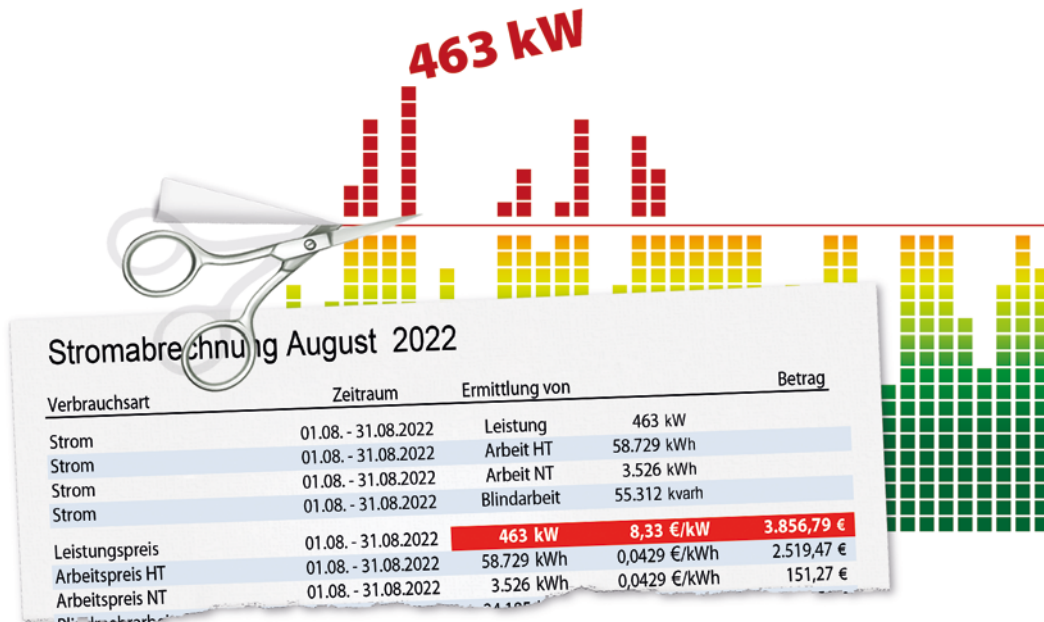 463 kW
Stromabrechnung August 2022
Verbrauchsart Zeitraum Ermittlung von Betrag
Strom 01.08. - 31.08.2022 Leistung 463 kW
Strom 01.08. - 31.08.2022 Arbeit HT 58.729 kWh
Strom 01.08. - 31.08.2022 Arbeit NT 3.526 kWh
Strom 01.08. - 31.08.2022 Blindarbeit 55.312 kvarh
Leistungspreis 01.08. - 31.08.2022 463 kW 8,33 €/kW 3.856,79 €
Arbeitspreis HT 01.08. - 31.08.2022 58.729 kWh 0,0429 €/kWh 2.519,47 €
Arbeitspreis NT 01.08. - 31.08.2022 3.526 kWh 0,0429 €/kWh 151,27 €